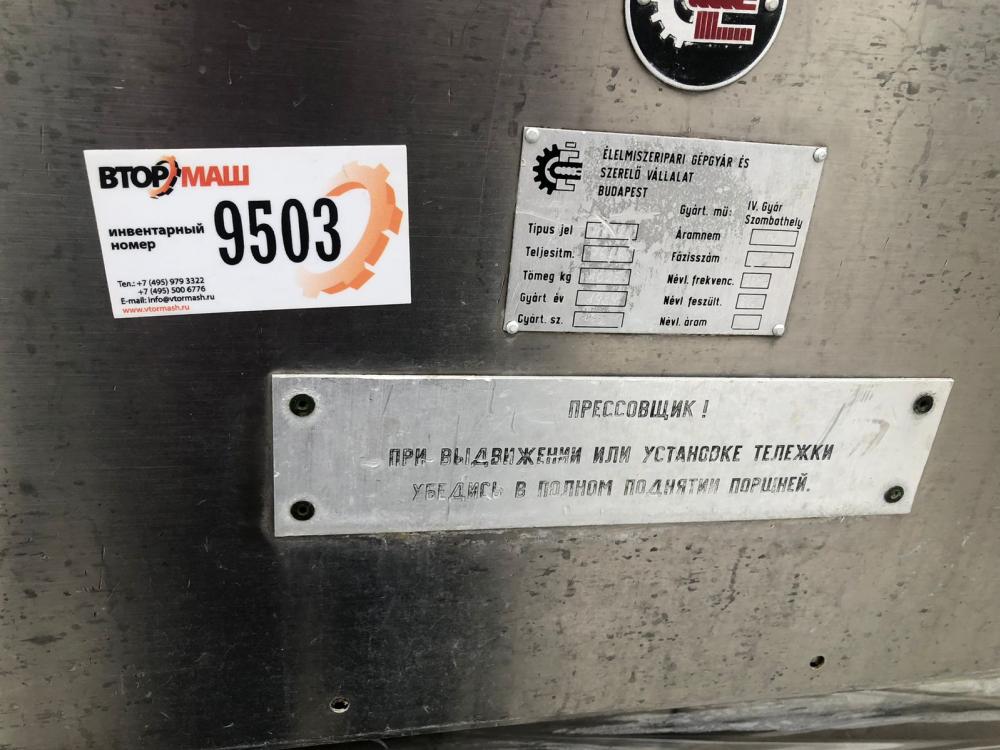 ВТОРМАШ
инвентарный
номер
9503
Тел.: +7 (495) 979 3322
+7 (495) 500 6776
E-mail: info@vtormash.ru
www.vtormash.ru
ÉLELMISZERIPARI GÉPGYÁR ÉS
SZERELŐ VÁLLALAT
BUDAPEST
Gyárt. mü: IV. Gyár
Szombathely
Tipus jel
Teljesitm.
Tömeg kg
Gyárt év
Gyárt. sz.
Áramnem
Fázisszám
Névl. frekvenc.
Névl feszült.
Névl. áram
ПРЕССОВЩИК!
ПРИ ВЫДВИЖЕНИИ ИЛИ УСТАНОВКЕ ТЕЛЕЖКИ
УБЕДИСЬ В ПОЛНОМ ПОДНЯТИИ ПОРШНЕЙ.